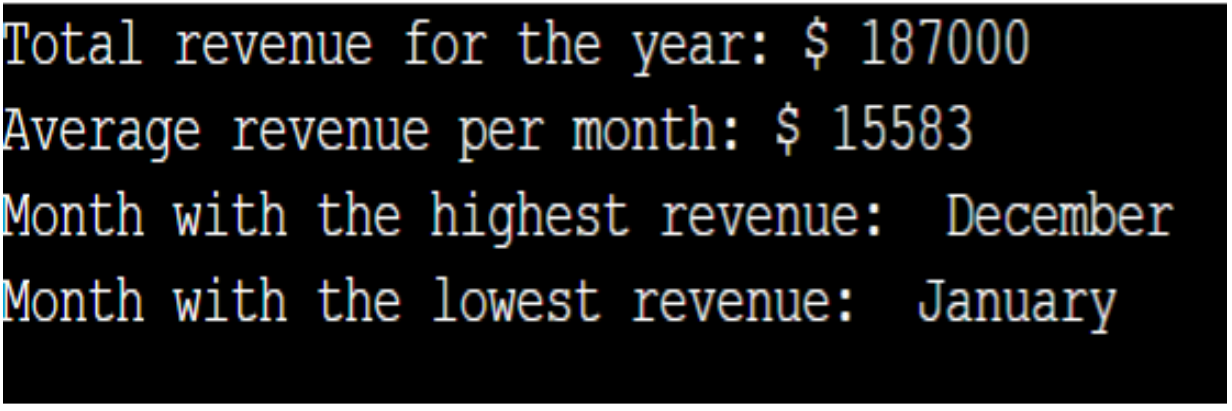 Total revenue for the year: $ 187000
Average revenue per month: $ 15583
Month with the highest revenue:  December
Month with the lowest revenue:  January